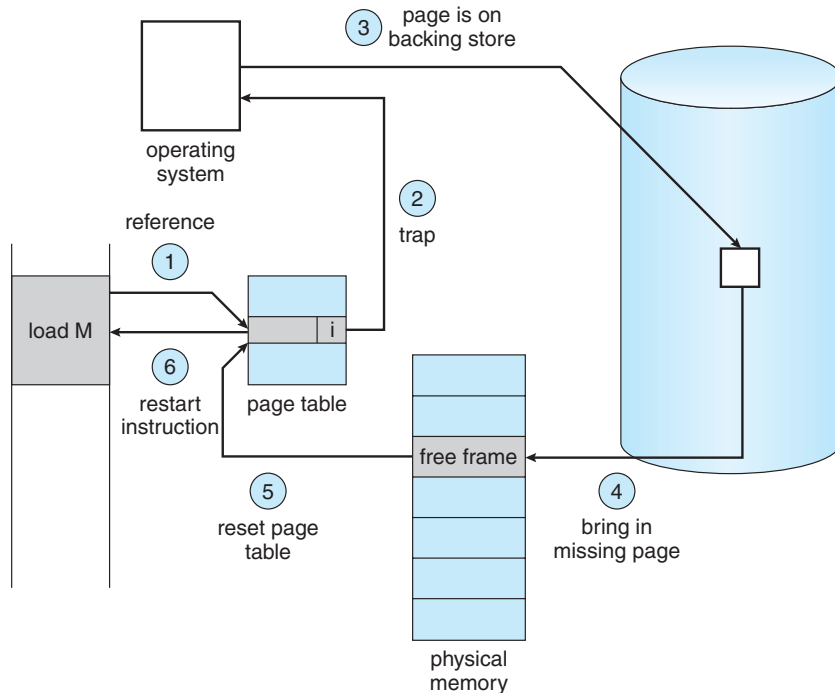 3
page is on
backing store
operating
system
2
trap
reference
1
load M
i
6
restart
instruction
page table
free frame
5
reset page
table
4
bring in
missing page
physical
memory